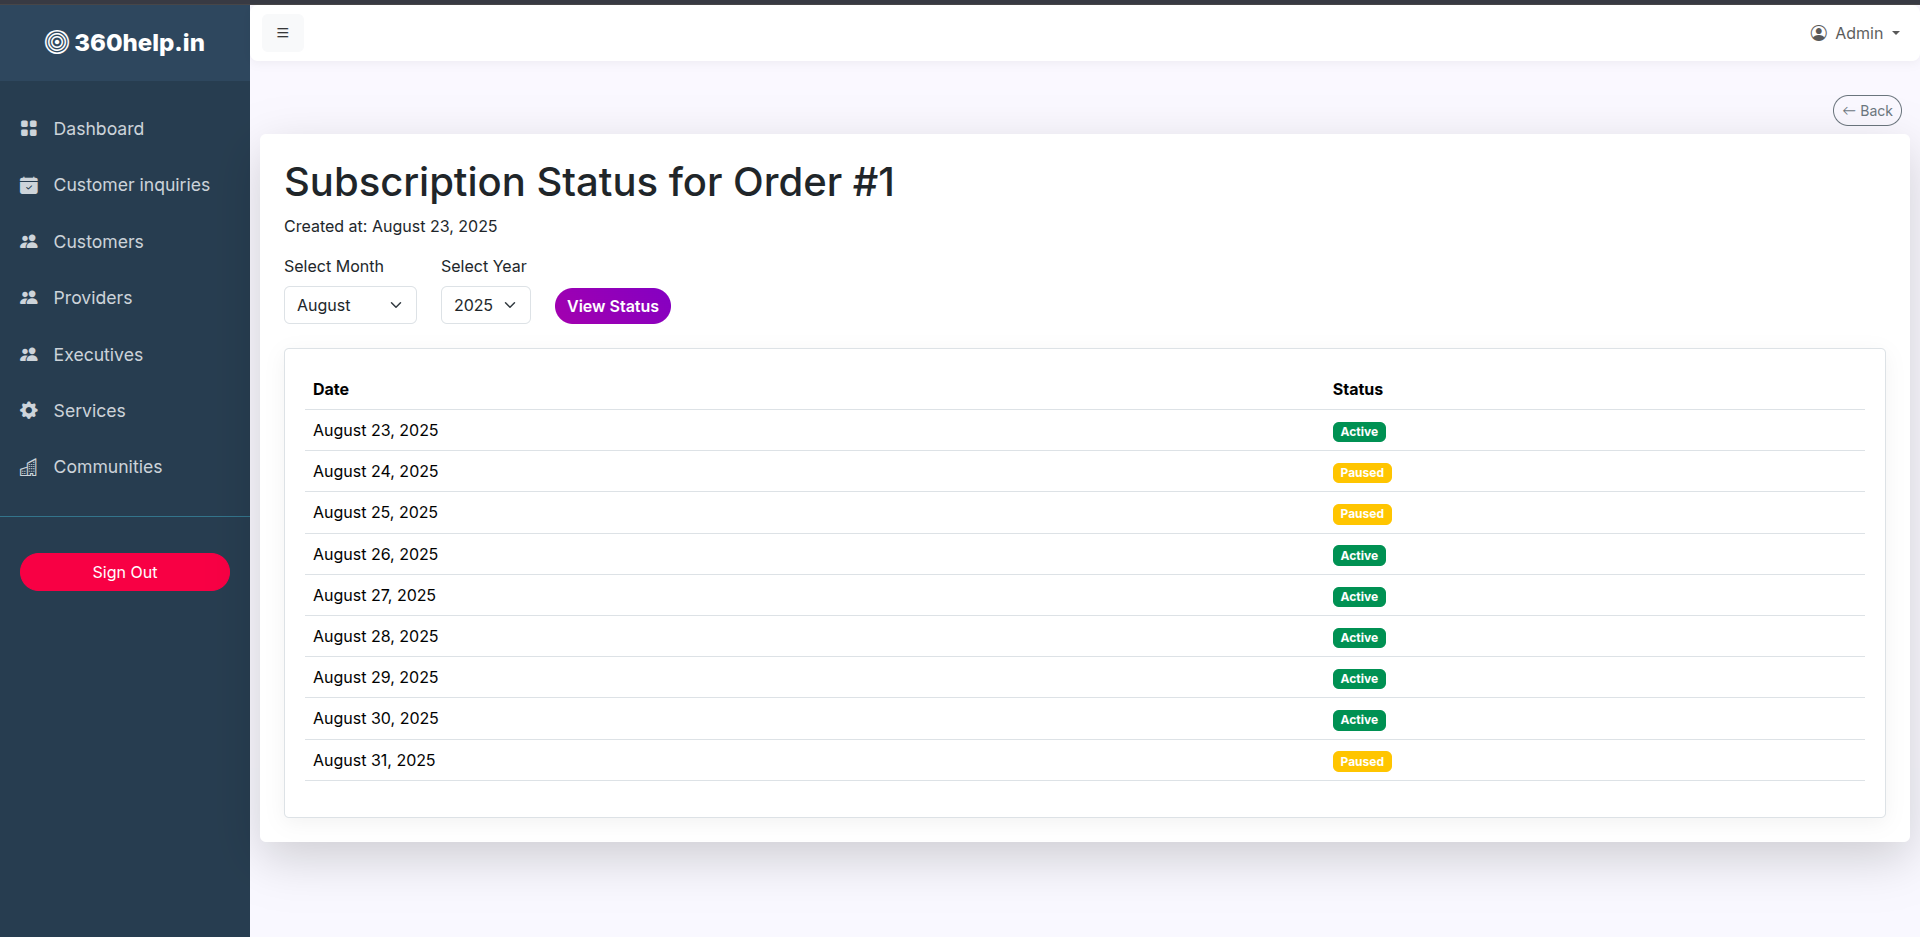 360help.in
Admin
Dashboard
Customer inquiries
Customers
Providers
Executives
Services
Communities
Sign Out
← Back
Subscription Status for Order #1
Created at: August 23, 2025
Select Month Select Year
August 2025 View Status
Date Status
August 23, 2025 Active
August 24, 2025 Paused
August 25, 2025 Paused
August 26, 2025 Active
August 27, 2025 Active
August 28, 2025 Active
August 29, 2025 Active
August 30, 2025 Active
August 31, 2025 Paused